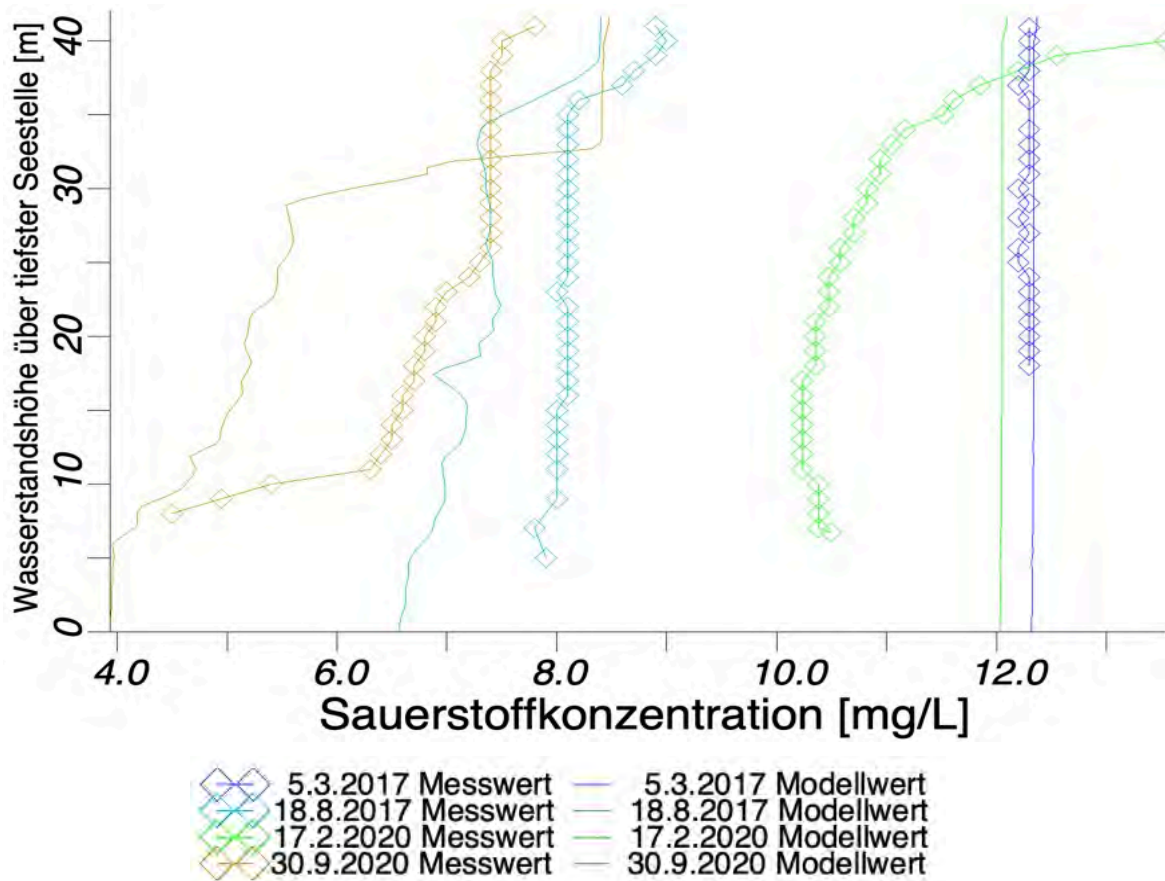 Wasserstandshöhe über tiefster Seestelle [m]
40
30
20
10
0
4.0 6.0 8.0 10.0 12.0
Sauerstoffkonzentration [mg/L]
5.3.2017 Messwert 5.3.2017 Modellwert
18.8.2017 Messwert 18.8.2017 Modellwert
17.2.2020 Messwert 17.2.2020 Modellwert
30.9.2020 Messwert 30.9.2020 Modellwert